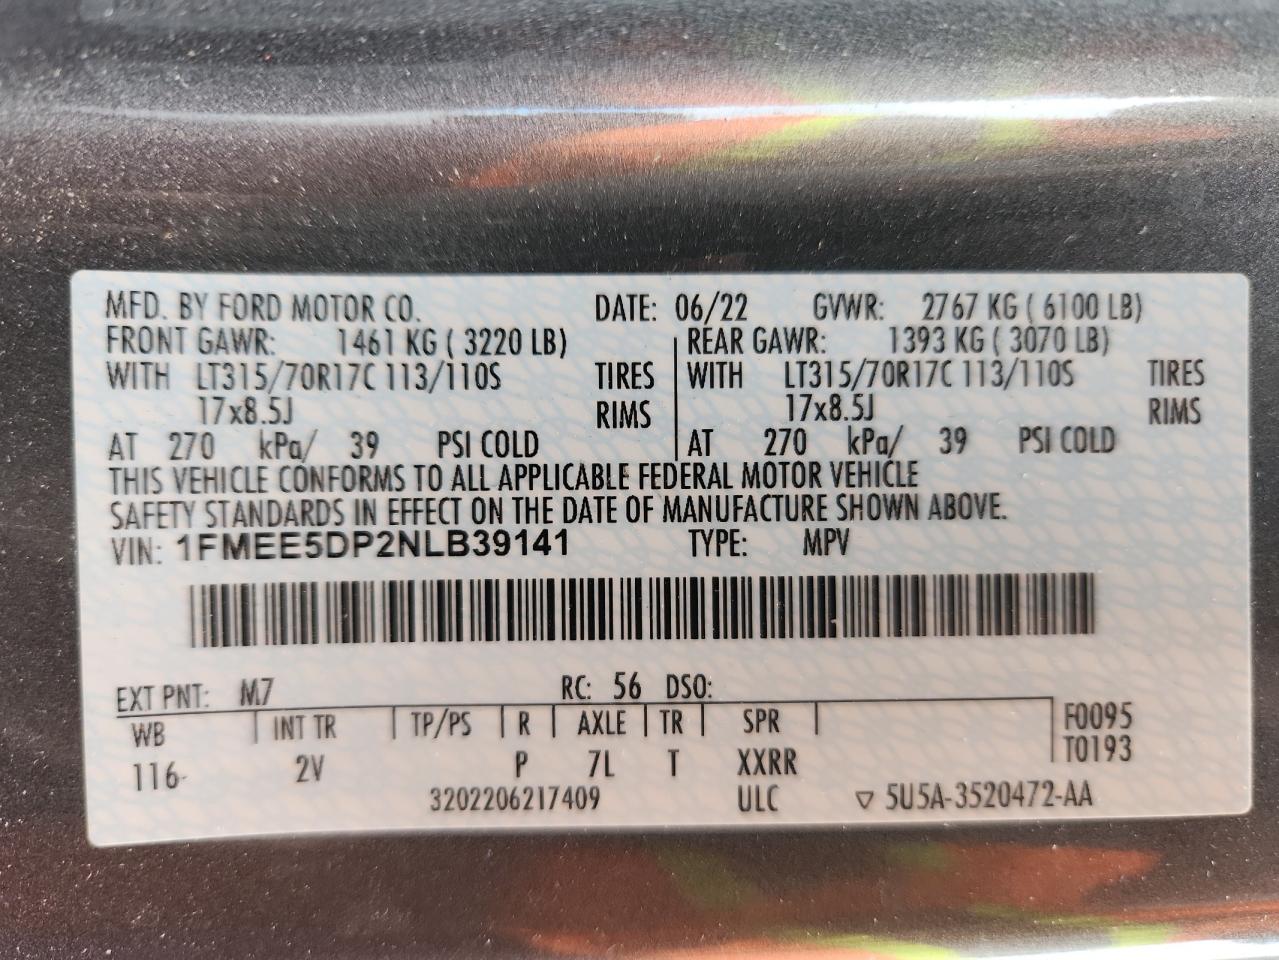 MFD. BY FORD MOTOR CO. DATE: 06/22 GVWR: 2767 KG ( 6100 LB)
FRONT GAWR: 1461 KG ( 3220 LB) REAR GAWR: 1393 KG ( 3070 LB)
WITH LT315/70R17C 113/110S TIRES WITH LT315/70R17C 113/110S TIRES
17x8.5J RIMS 17x8.5J RIMS
AT 270 kPa/ 39 PSI COLD AT 270 kPa/ 39 PSI COLD
THIS VEHICLE CONFORMS TO ALL APPLICABLE FEDERAL MOTOR VEHICLE
SAFETY STANDARDS IN EFFECT ON THE DATE OF MANUFACTURE SHOWN ABOVE.
VIN: 1FMEE5DP2NLB39141 TYPE: MPV
EXT PNT: M7 RC: 56 DSO:
WB INT TR TP/PS R AXLE TR SPR F0095
T0193
116- 2V P 7L T XXRR
3202206217409 ULC ▽ 5U5A-3520472-AA